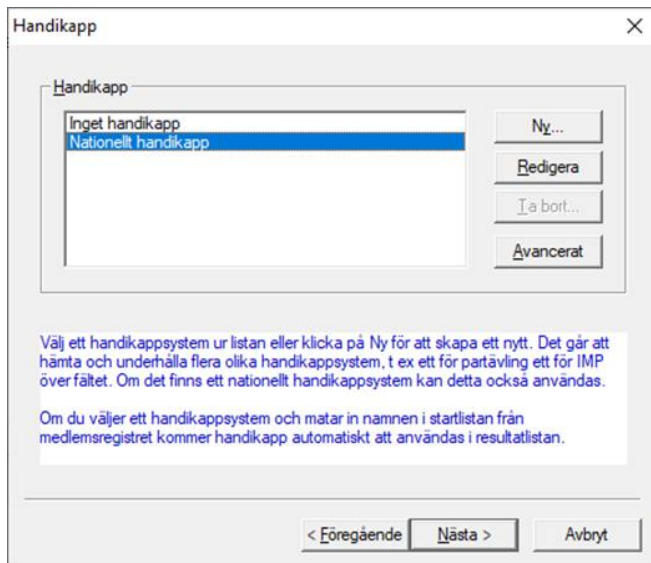 Handikapp
Handikapp
Inget handikapp
Nationellt handikapp
Ny...
Redigera
Ta bort...
Avancerat
Välj ett handikappsystem ur listan eller klicka på Ny för att skapa ett nytt. Det går att
hämta och underhålla flera olika handikappsystem, t ex ett för partävling ett för IMP
över fältet. Om det finns ett nationellt handikappsystem kan detta också användas.
Om du väljer ett handikappsystem och matar in namnen i startlistan från
medlemsregistret kommer handikapp automatiskt att användas i resultatlistan.
< Föregående
Nästa >
Avbryt